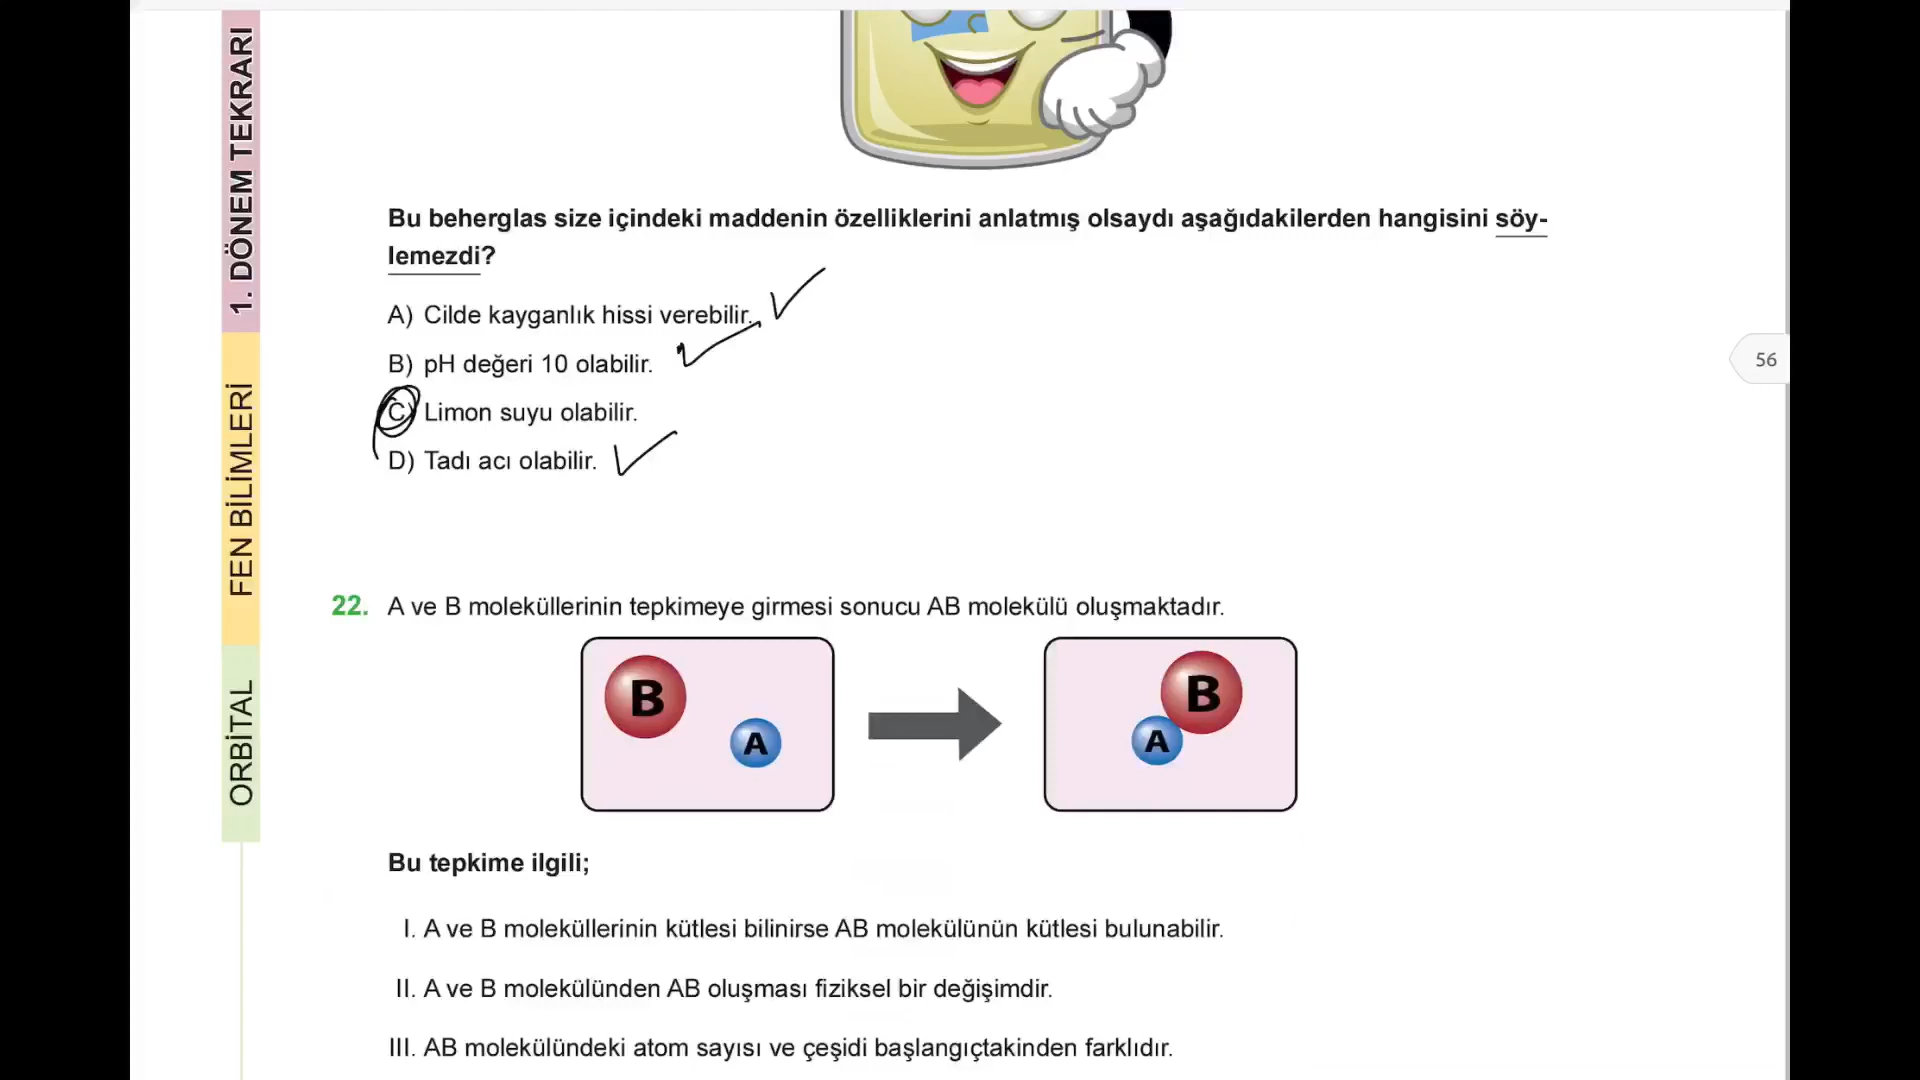 1. DÖNEM TEKRARI
FEN BİLİMLERİ
ORBİTAL
Bu beherglas size içindeki maddenin özelliklerini anlatmış olsaydı aşağıdakilerden hangisini söy-
lemezdi?
A) Cilde kayganlık hissi verebilir.
B) pH değeri 10 olabilir.
C) Limon suyu olabilir.
D) Tadı acı olabilir.
56
22. A ve B moleküllerinin tepkimeye girmesi sonucu AB molekülü oluşmaktadır.
B
A
B
A
Bu tepkime ilgili;
I. A ve B moleküllerinin kütlesi bilinirse AB molekülünün kütlesi bulunabilir.
II. A ve B molekülünden AB oluşması fiziksel bir değişimdir.
III. AB molekülündeki atom sayısı ve çeşidi başlangıçtakinden farklıdır.